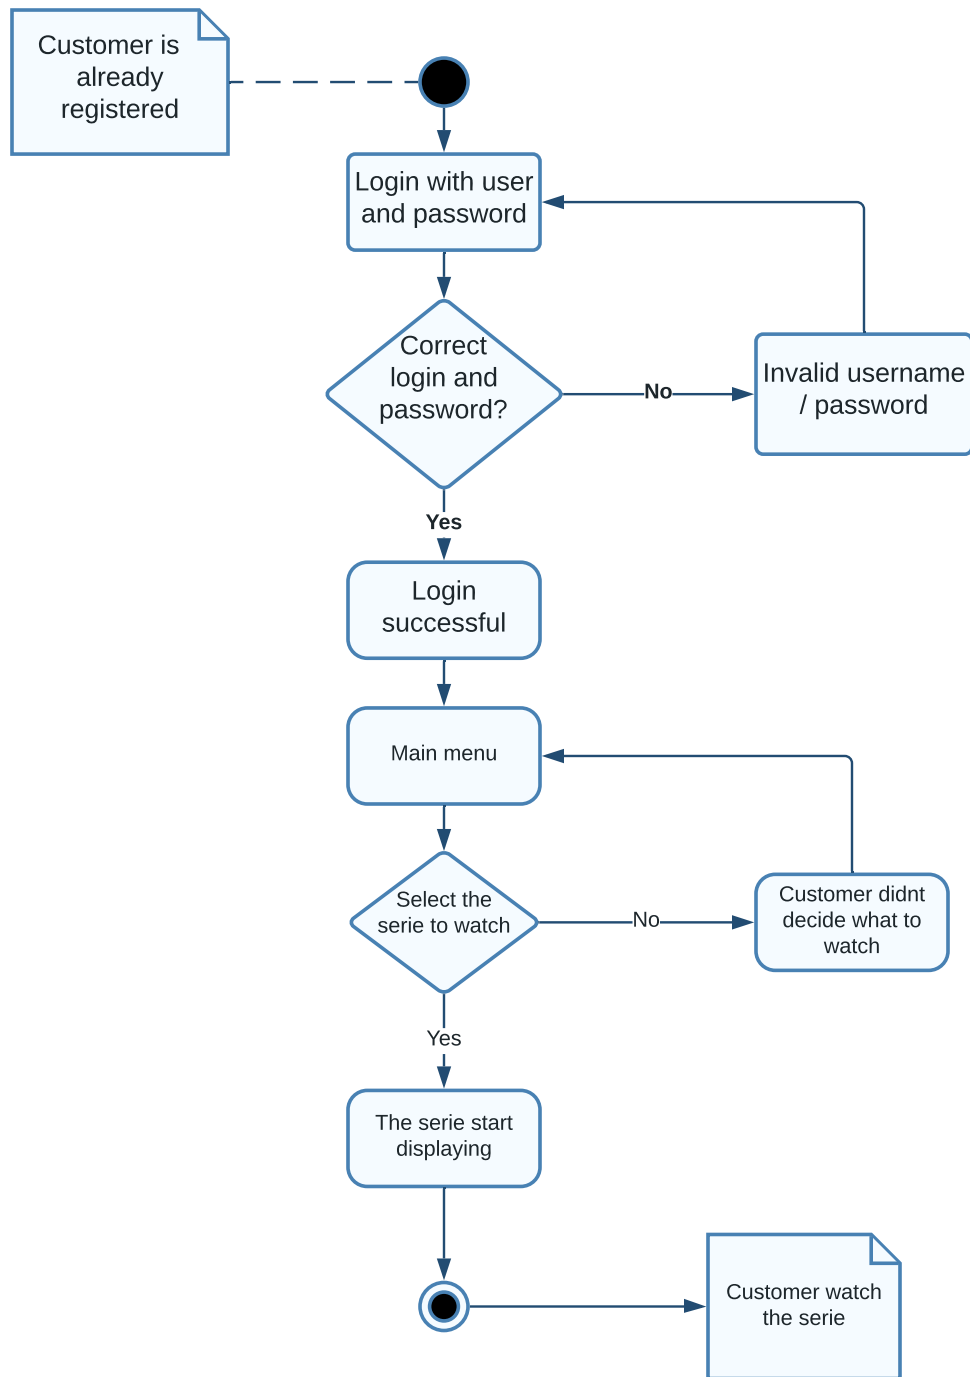 Customer is
already
registered
Login with user
and password
Correct
login and
password?
No
Invalid username
/ password
Yes
Login
successful
Main menu
Select the
serie to watch
No
Customer didnt
decide what to
watch
Yes
The serie start
displaying
Customer watch
the serie